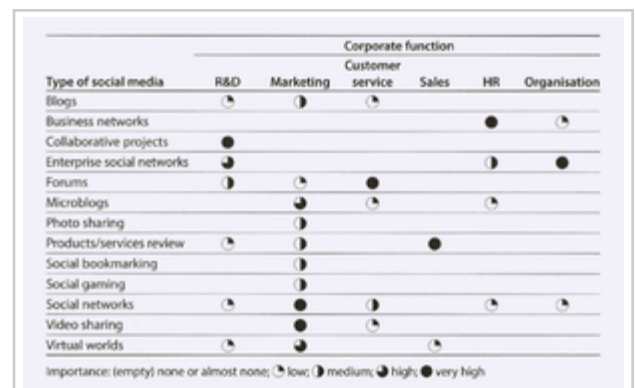 Corporate function
Customer
Type of social media R&D Marketing service Sales HR Organisation
Blogs ◔ ◑ ◔
Business networks ● ◔
Collaborative projects ●
Enterprise social networks ◕ ◑ ●
Forums ◑ ◔ ●
Microblogs ◕ ◔ ◔
Photo sharing ◑
Products/services review ◔ ◑ ●
Social bookmarking ◑
Social gaming ◑
Social networks ◔ ● ◑ ◔ ◔
Video sharing ● ◔
Virtual worlds ◔ ◕ ◔
Importance: (empty) none or almost none; ◔ low; ◑ medium; ◕ high; ● very high